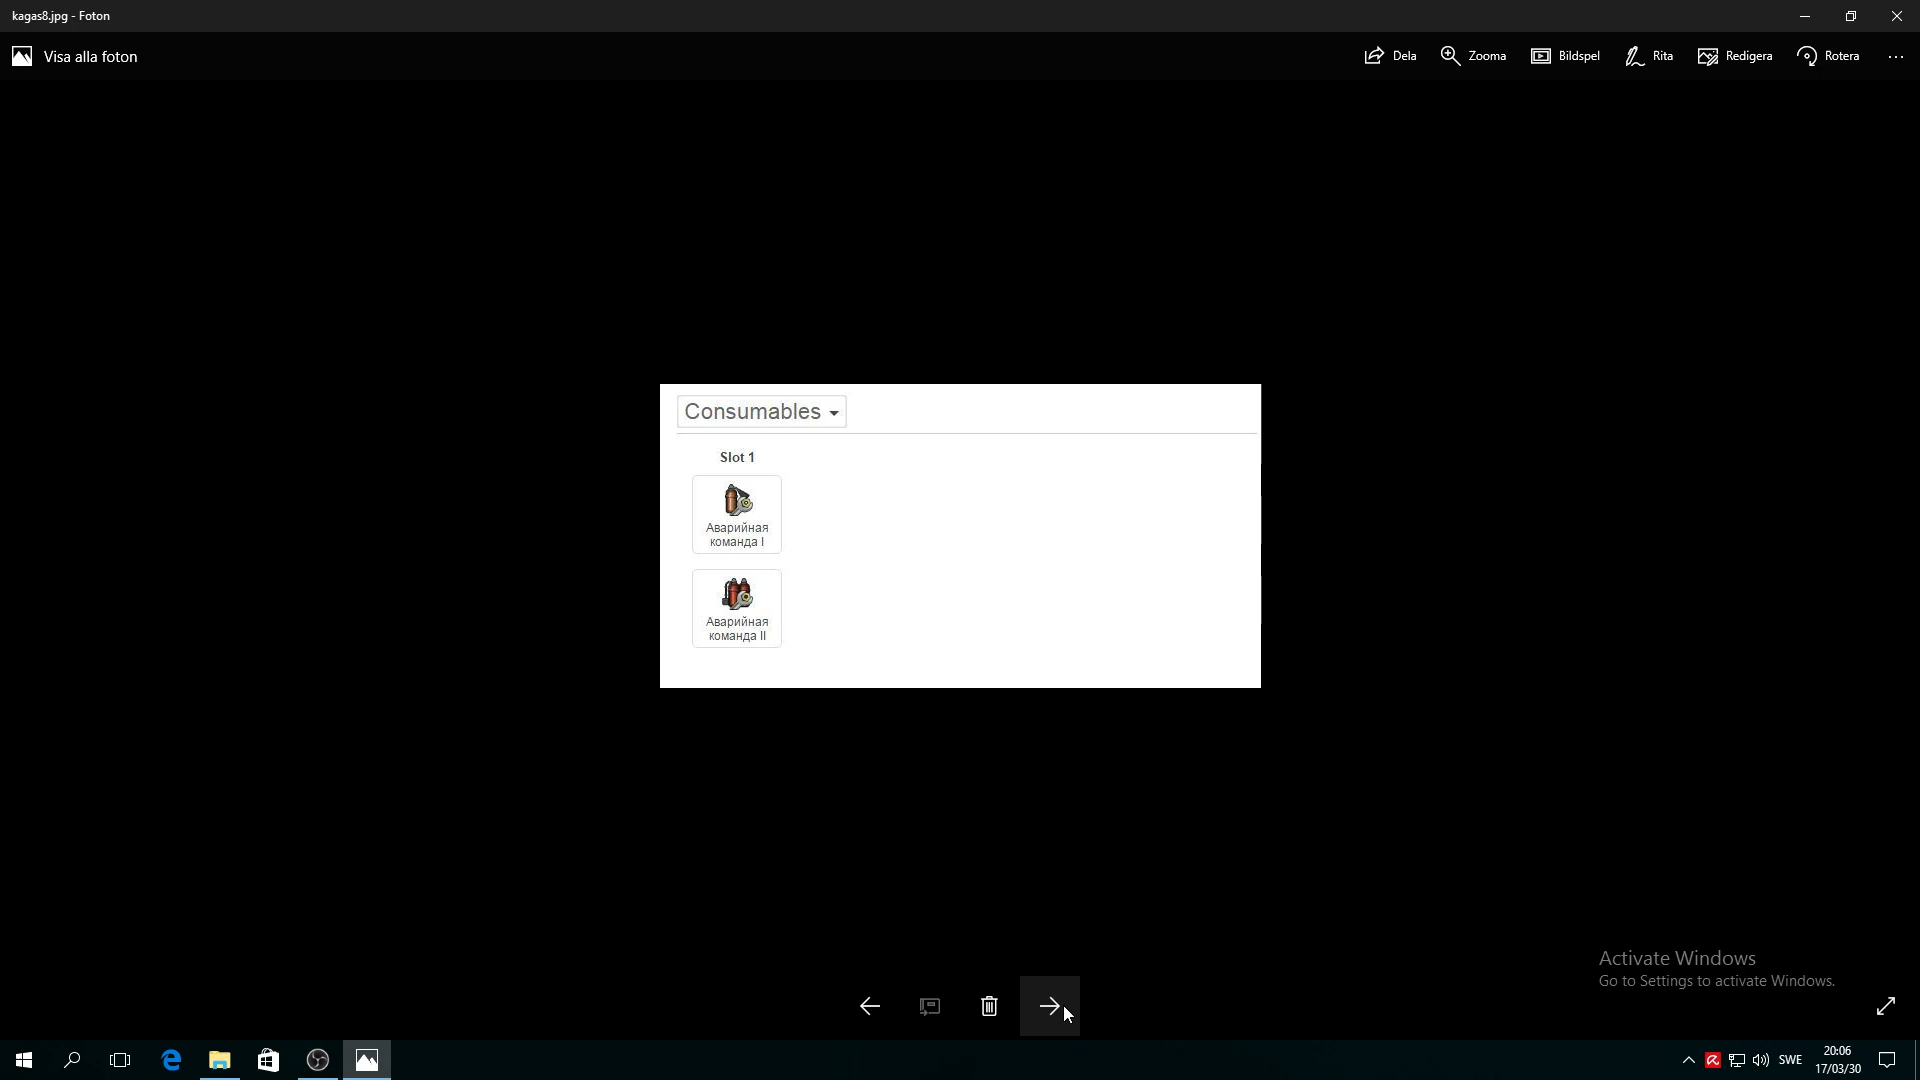 kagas8.jpg - Foton
Visa alla foton
Dela
Zooma
Bildspel
Rita
Redigera
Rotera
Consumables
Slot 1
Аварийная
команда I
Аварийная
команда II
Activate Windows
Go to Settings to activate Windows.
SWE
20:06
17/03/30